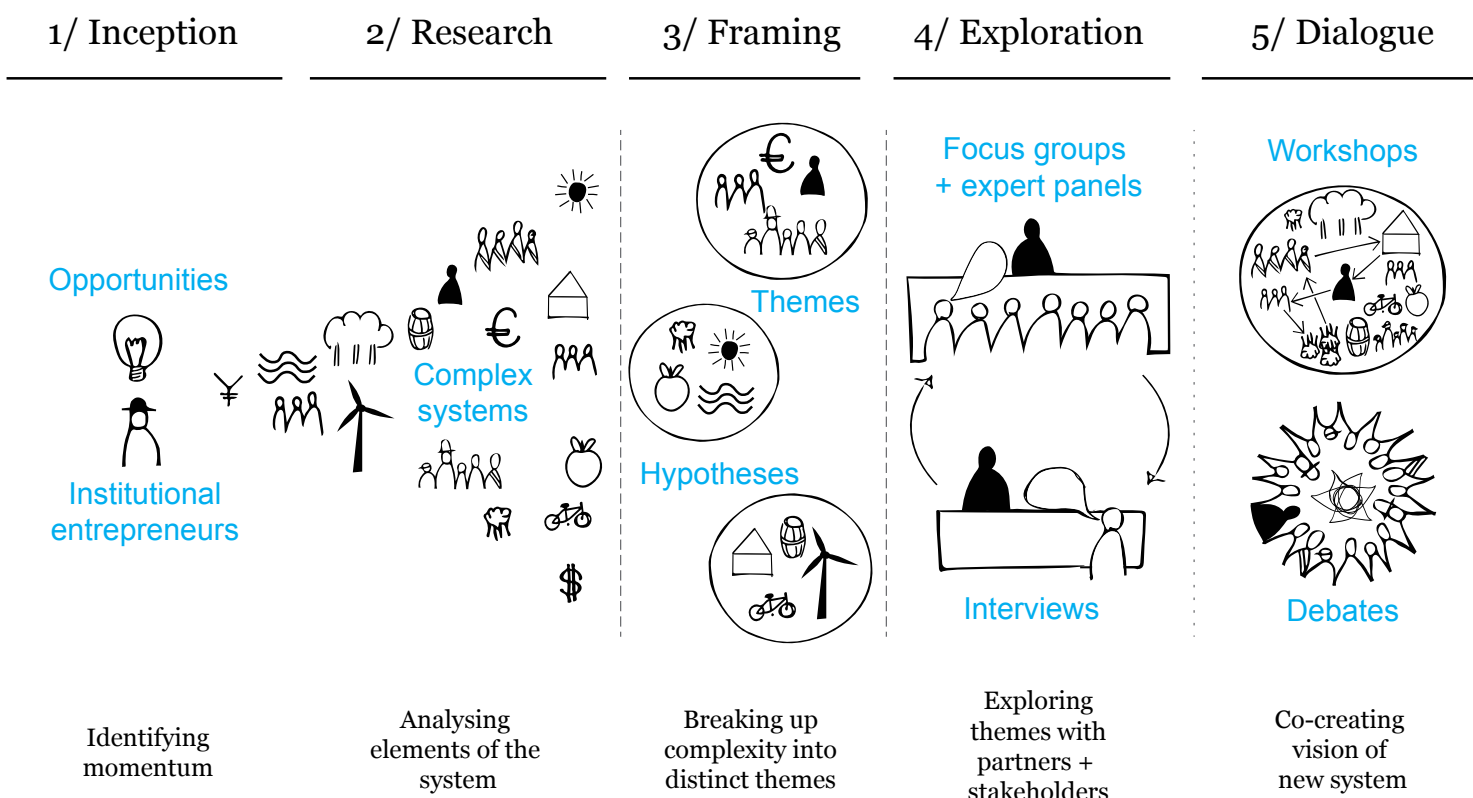 1/ Inception
2/ Research
3/ Framing
4/ Exploration
5/ Dialogue
Opportunities
Institutional
entrepreneurs
¥
Complex
systems
€
$
€
Themes
Hypotheses
Focus groups
+ expert panels
Interviews
Workshops
Debates
Identifying
momentum
Analysing
elements of the
system
Breaking up
complexity into
distinct themes
Exploring
themes with
partners +
stakeholders
Co-creating
vision of
new system